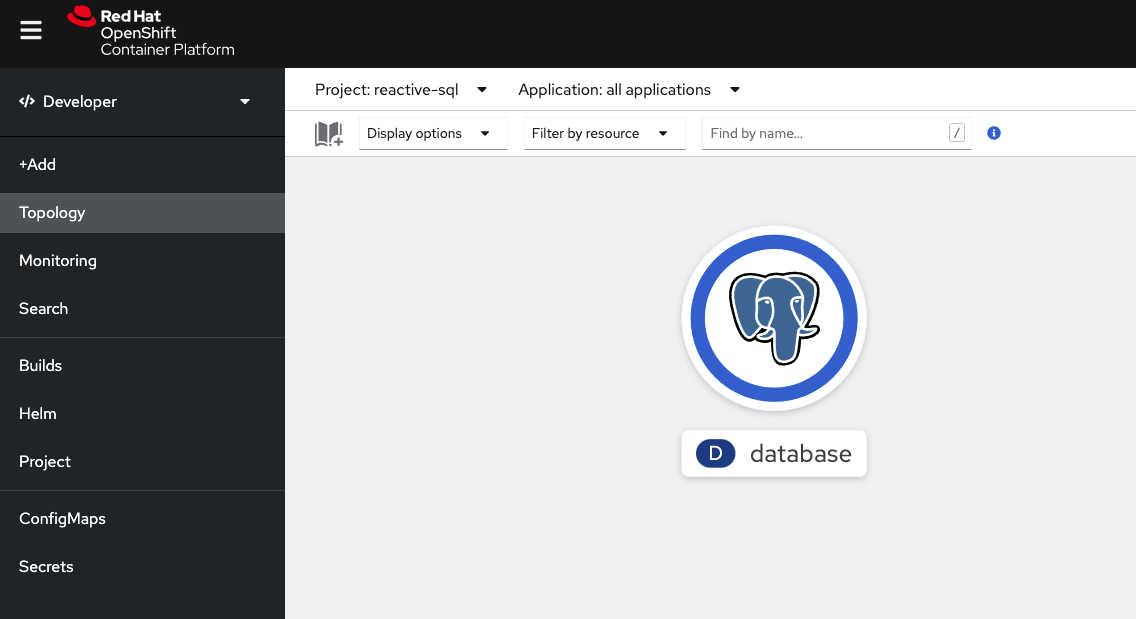 Red Hat
OpenShift
Container Platform
Developer
+Add
Topology
Monitoring
Search
Builds
Helm
Project
ConfigMaps
Secrets
Project: reactive-sql
Application: all applications
Display options
Filter by resource
Find by name...
/
i
D database